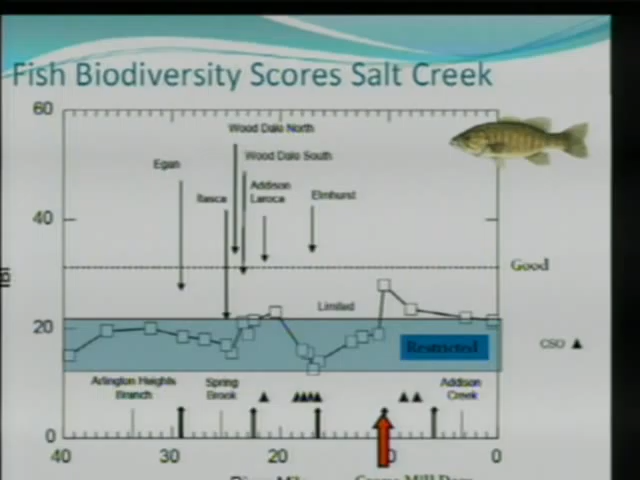 Fish Biodiversity Scores Salt Creek
60
Wood Dale North
Egan
Wood Dale South
Itasca
Addison
Laroca
Elmhurst
40
Good
IBI
Limited
20
Restricted
CSO
Arlington Heights
Branch
Spring
Brook
Addison
Creek
0
40
30
20
0